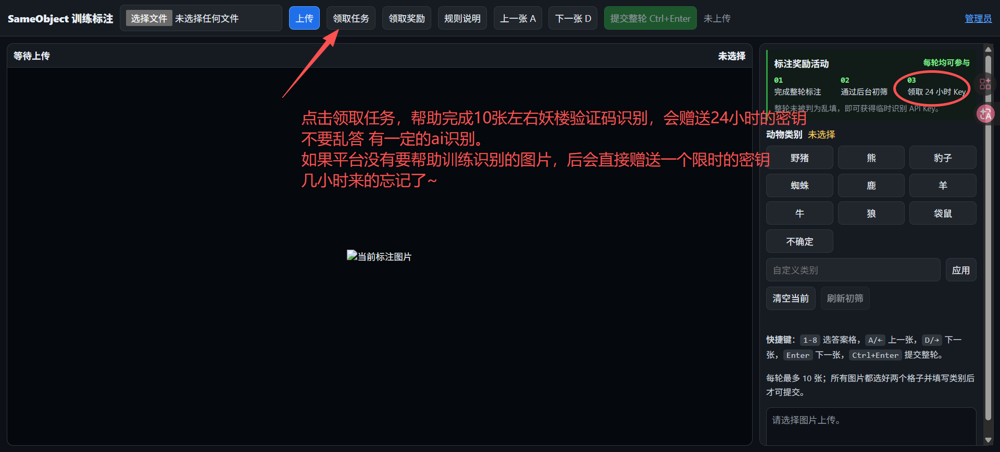 SameObject 训练标注
选择文件 未选择任何文件
上传
领取任务
领取奖励
规则说明
上一张 A
下一张 D
提交整轮 Ctrl+Enter
未上传
管理员
等待上传
未选择
点击领取任务，帮助完成10张左右妖楼验证码识别，会赠送24小时的密钥
不要乱答 有一定的ai识别。
如果平台没有要帮助训练识别的图片，后会直接赠送一个限时的密钥
几小时来的忘记了~
当前标注图片
标注奖励活动
每轮均可参与
01
完成整轮标注
02
通过后台初筛
03
领取 24 小时 Key
整轮未被判为乱填，即可获得临时识别 API Key。
动物类别 未选择
野猪
熊
豹子
蜘蛛
鹿
羊
牛
狼
袋鼠
不确定
自定义类别
应用
清空当前
刷新初筛
快捷键：1-8 选答案格，A/← 上一张，D/→ 下一
张，Enter 下一张，Ctrl+Enter 提交整轮。
每轮最多 10 张；所有图片都选好两个格子并填写类别后
才可提交。
请选择图片上传。